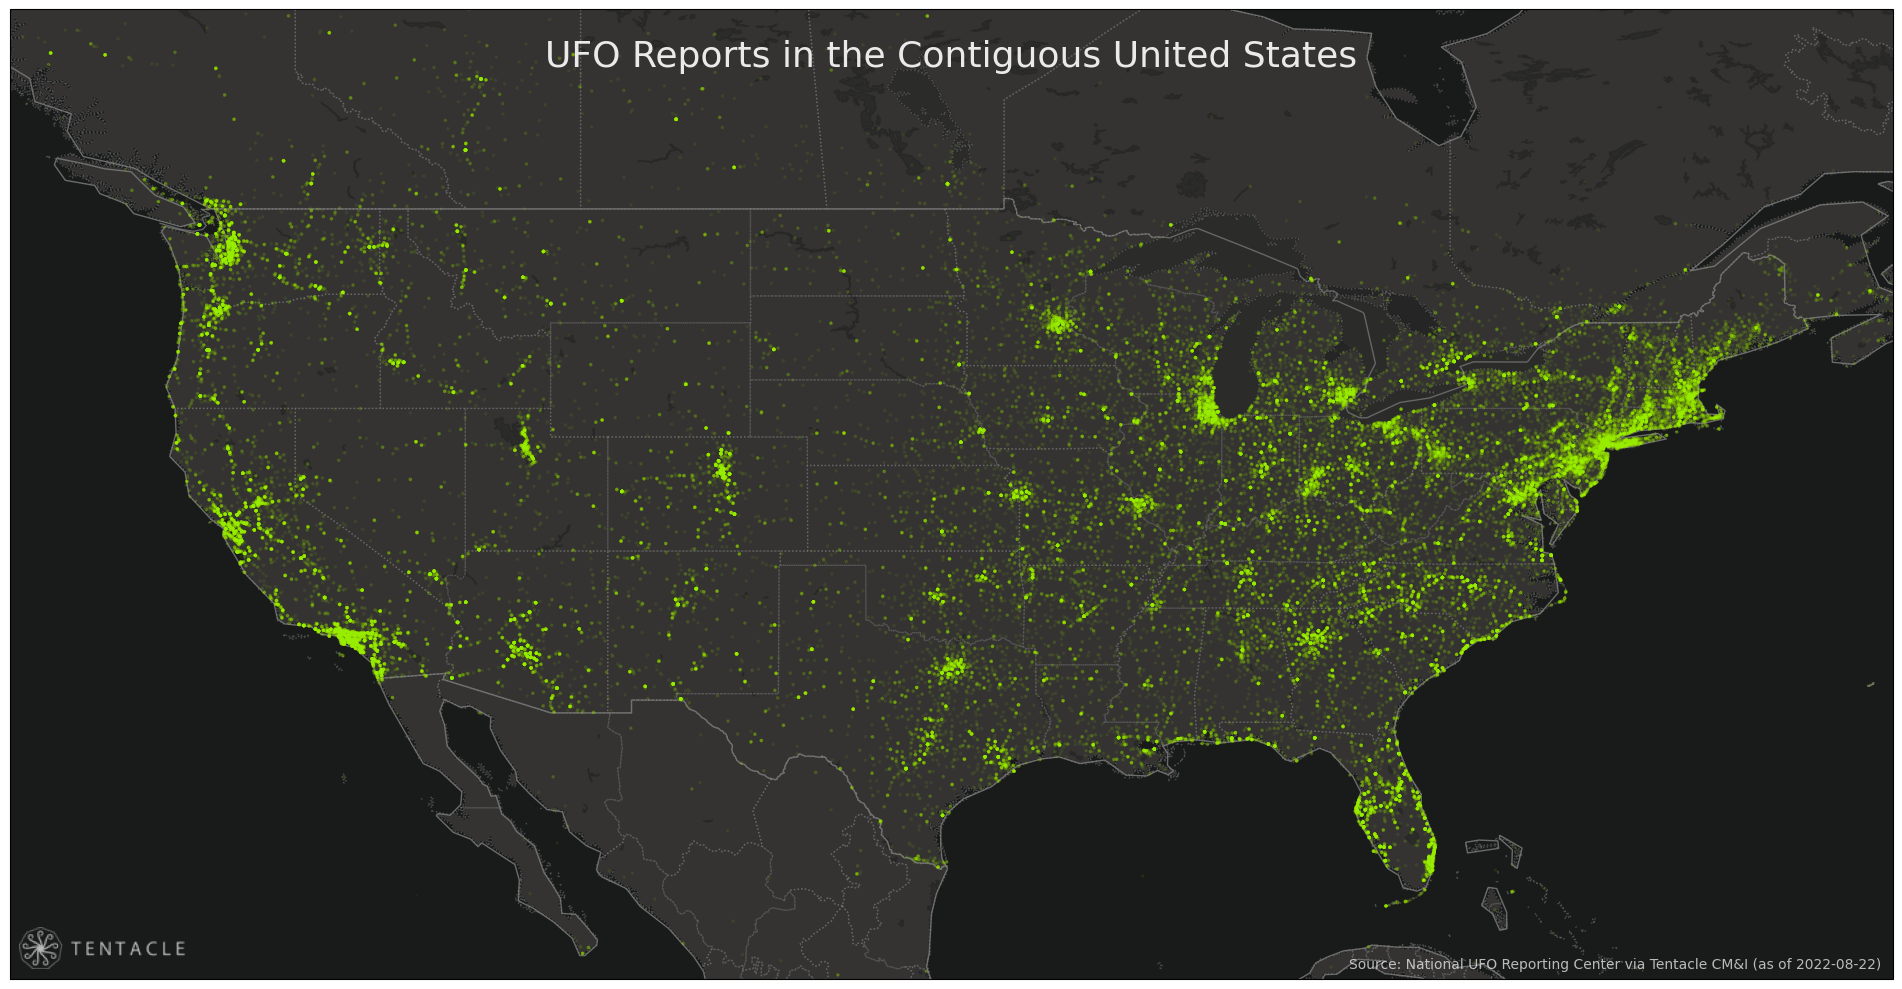 UFO Reports in the Contiguous United States
TENTACLE
Source: National UFO Reporting Center via Tentacle CM&I (as of 2022-08-22)